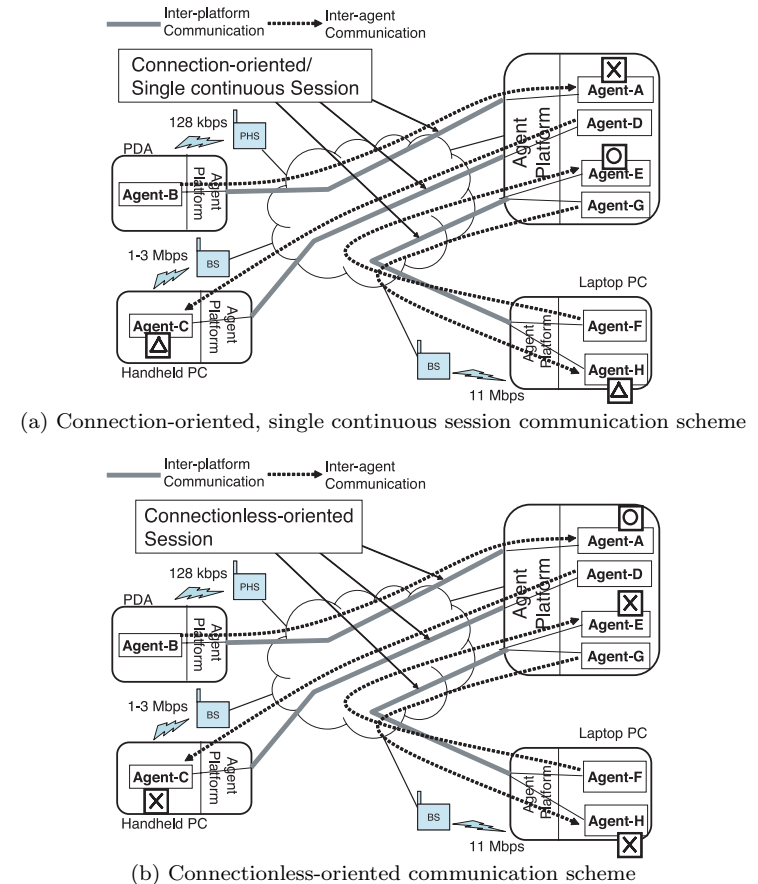 Inter-platform
Communication
Inter-agent
Communication
Connection-oriented/
Single continuous Session
128 kbps
PHS
PDA
Agent-B
Agent
Platform
1-3 Mbps
BS
Agent-C
Agent
Platform
Handheld PC
Agent
Platform
Agent-A
Agent-D
Agent-E
Agent-G
Laptop PC
Agent
Platform
Agent-F
Agent-H
BS
11 Mbps
(a) Connection-oriented, single continuous session communication scheme
Inter-platform
Communication
Inter-agent
Communication
Connectionless-oriented
Session
128 kbps
PHS
PDA
Agent-B
Agent
Platform
1-3 Mbps
BS
Agent-C
Agent
Platform
Handheld PC
Agent
Platform
Agent-A
Agent-D
Agent-E
Agent-G
Laptop PC
Agent
Platform
Agent-F
Agent-H
BS
11 Mbps
(b) Connectionless-oriented communication scheme